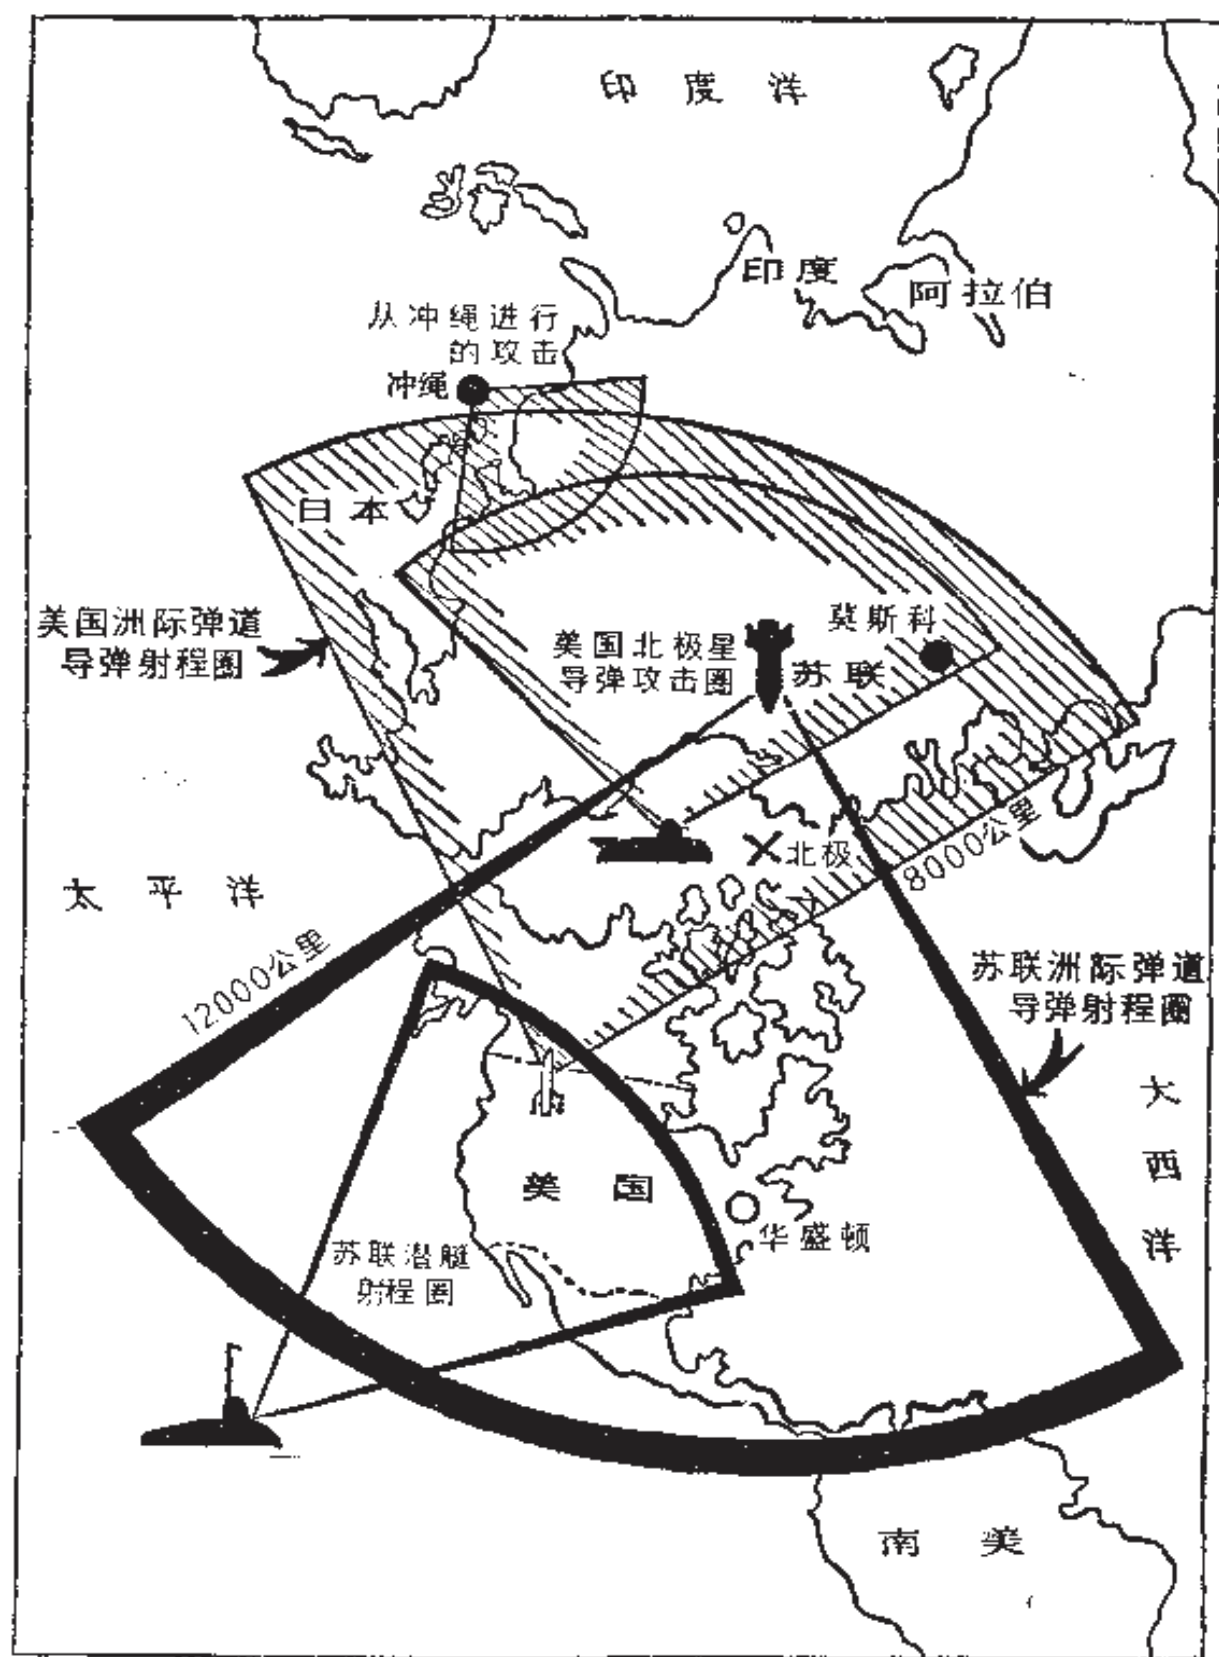 印度洋
印度
阿拉伯
从冲绳进行
的攻击
冲绳
日本
美国洲际弹道
导弹射程圈
美国北极星
导弹攻击圈
莫斯科
苏联
北极
8000公里
太平洋
12000公里
苏联洲际弹道
导弹射程圈
大西洋
美国
华盛顿
苏联潜艇
射程圈
南美